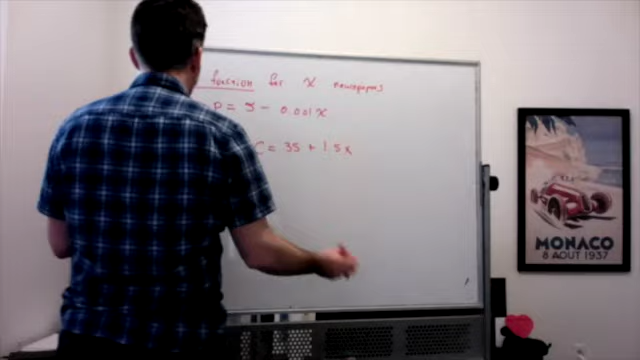 function for x newspapers
p = 5 - 0.001x
C = 35 + 1.5x
MONACO
8 AOUT 1937